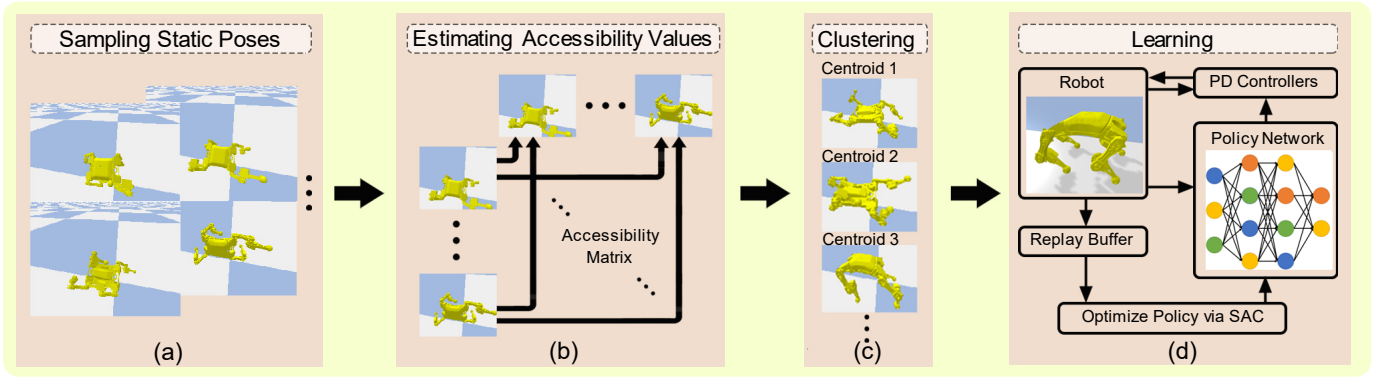 Sampling Static Poses
(a)
Estimating Accessibility Values
Accessibility
Matrix
(b)
Clustering
Centroid 1
Centroid 2
Centroid 3
(c)
Learning
Robot
PD Controllers
Policy Network
Replay Buffer
Optimize Policy via SAC
(d)